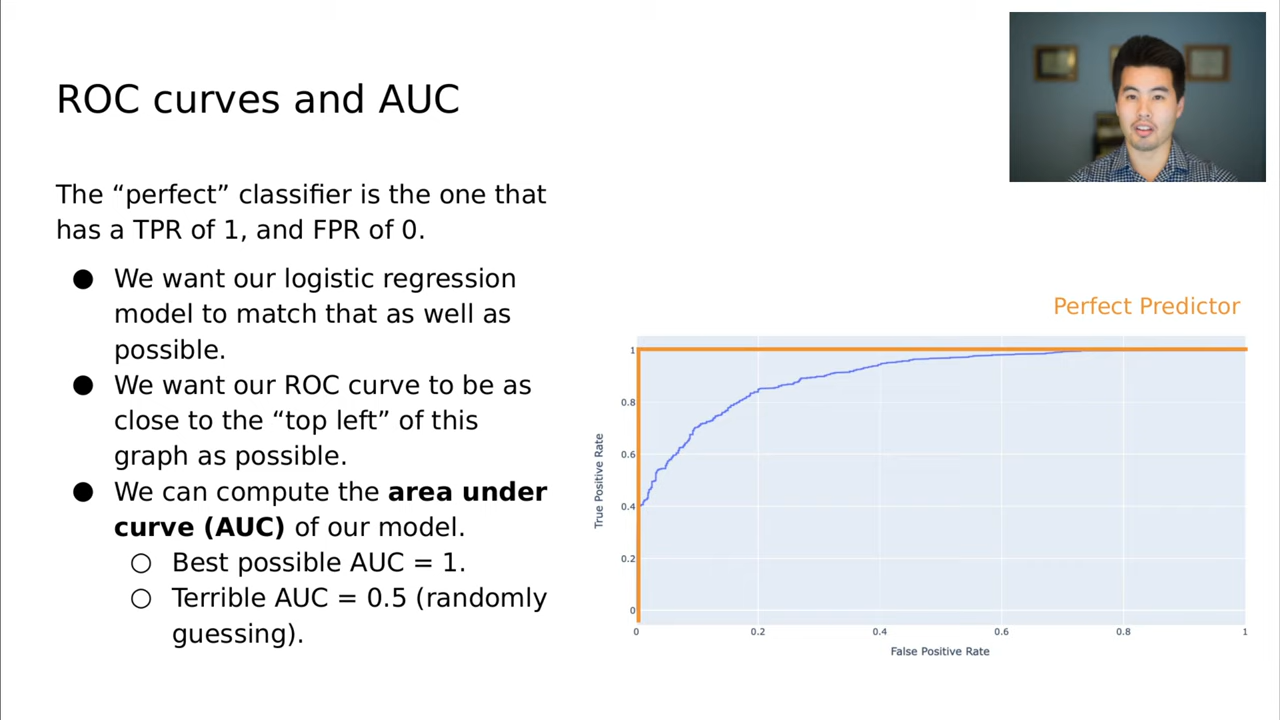 ROC curves and AUC
The “perfect” classifier is the one that
has a TPR of 1, and FPR of 0.
● We want our logistic regression
model to match that as well as
possible.
● We want our ROC curve to be as
close to the “top left” of this
graph as possible.
● We can compute the area under
curve (AUC) of our model.
○ Best possible AUC = 1.
○ Terrible AUC = 0.5 (randomly
guessing).
Perfect Predictor
True Positive Rate
1
0.8
0.6
0.4
0.2
0
0 0.2 0.4 0.6 0.8 1
False Positive Rate